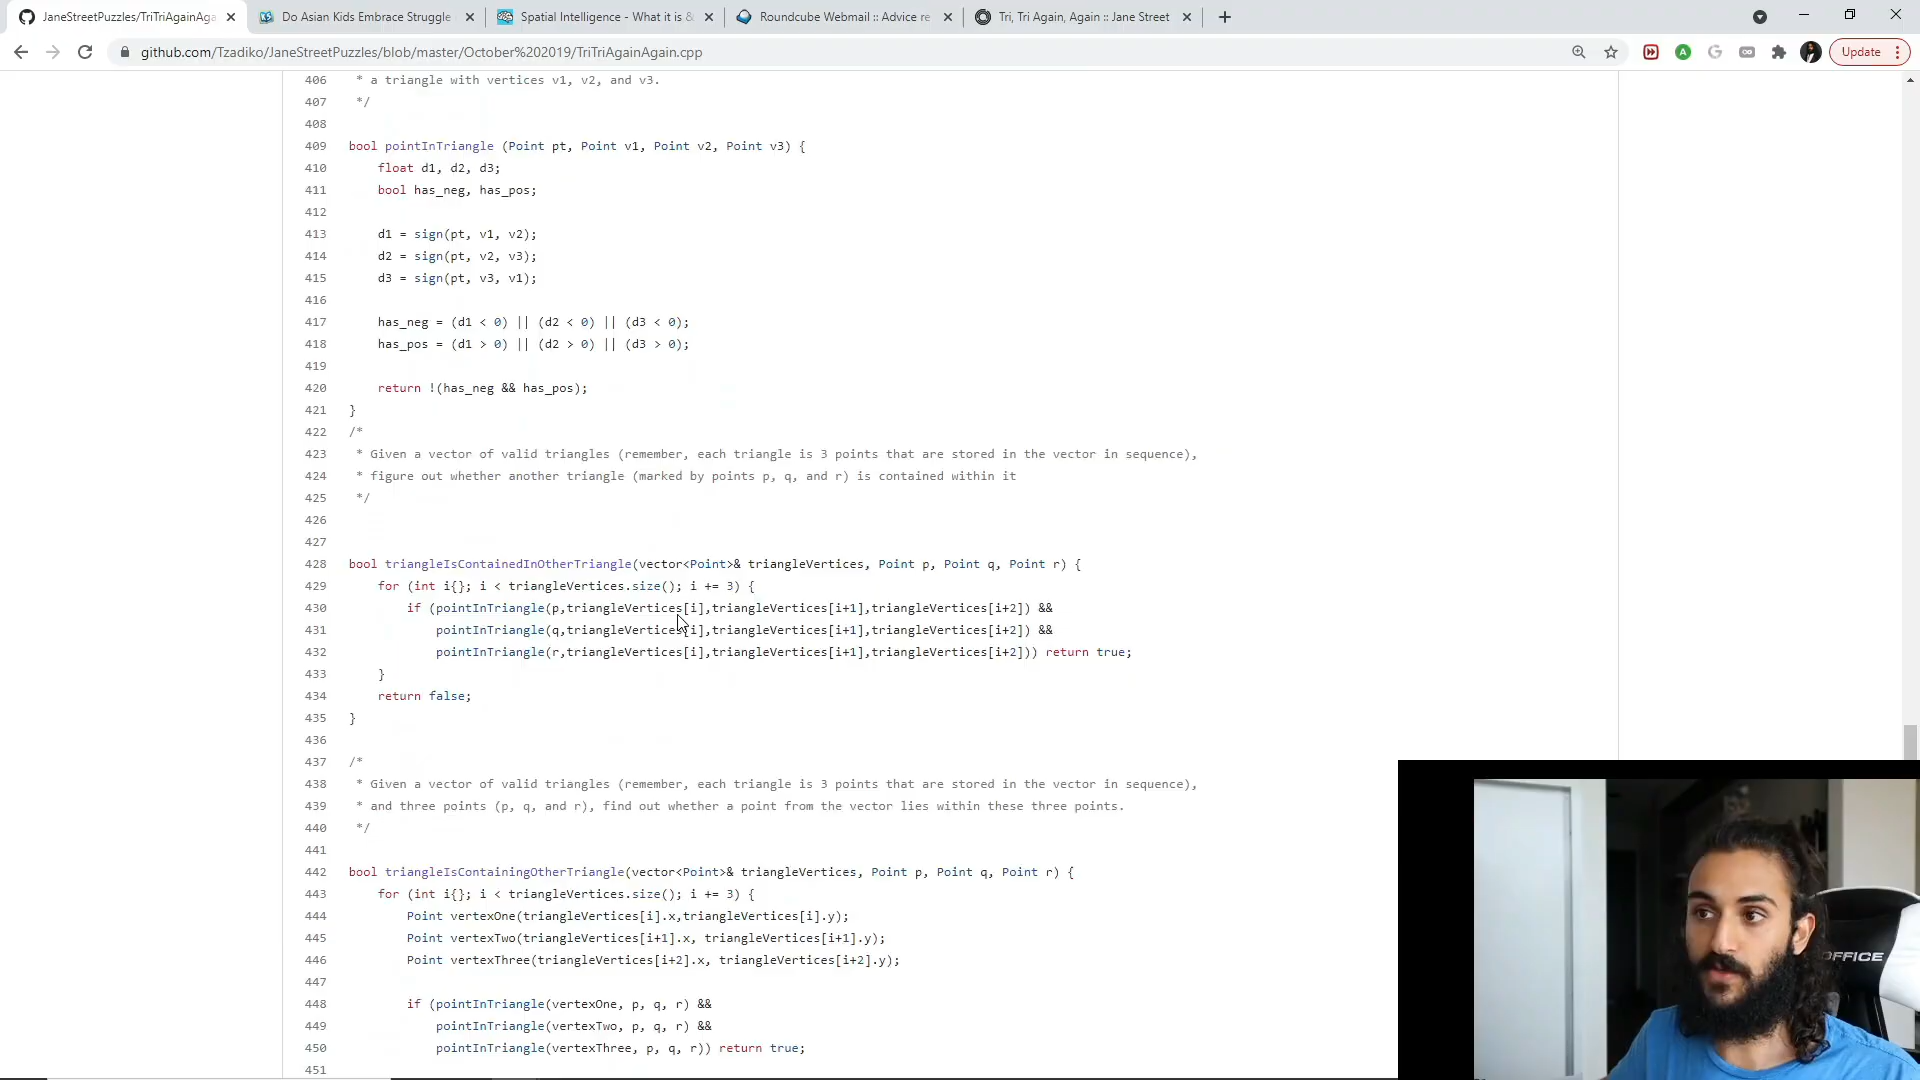 JaneStreetPuzzles/TriTriAgainAga
Do Asian Kids Embrace Struggle
Spatial Intelligence - What it is &
Roundcube Webmail :: Advice re
Tri, Tri Again, Again :: Jane Street
github.com/Tzadiko/JaneStreetPuzzles/blob/master/October%202019/TriTriAgainAgain.cpp
Update
406 * a triangle with vertices v1, v2, and v3.
407 */
408
409 bool pointInTriangle (Point pt, Point v1, Point v2, Point v3) {
410 float d1, d2, d3;
411 bool has_neg, has_pos;
412
413 d1 = sign(pt, v1, v2);
414 d2 = sign(pt, v2, v3);
415 d3 = sign(pt, v3, v1);
416
417 has_neg = (d1 < 0) || (d2 < 0) || (d3 < 0);
418 has_pos = (d1 > 0) || (d2 > 0) || (d3 > 0);
419
420 return !(has_neg && has_pos);
421 }
422 /*
423 * Given a vector of valid triangles (remember, each triangle is 3 points that are stored in the vector in sequence),
424 * figure out whether another triangle (marked by points p, q, and r) is contained within it
425 */
426
427
428 bool triangleIsContainedInOtherTriangle(vector<Point>& triangleVertices, Point p, Point q, Point r) {
429 for (int i{}; i < triangleVertices.size(); i += 3) {
430 if (pointInTriangle(p,triangleVertices[i],triangleVertices[i+1],triangleVertices[i+2]) &&
431 pointInTriangle(q,triangleVertices[i],triangleVertices[i+1],triangleVertices[i+2]) &&
432 pointInTriangle(r,triangleVertices[i],triangleVertices[i+1],triangleVertices[i+2])) return true;
433 }
434 return false;
435 }
436
437 /*
438 * Given a vector of valid triangles (remember, each triangle is 3 points that are stored in the vector in sequence),
439 * and three points (p, q, and r), find out whether a point from the vector lies within these three points.
440 */
441
442 bool triangleIsContainingOtherTriangle(vector<Point>& triangleVertices, Point p, Point q, Point r) {
443 for (int i{}; i < triangleVertices.size(); i += 3) {
444 Point vertexOne(triangleVertices[i].x,triangleVertices[i].y);
445 Point vertexTwo(triangleVertices[i+1].x, triangleVertices[i+1].y);
446 Point vertexThree(triangleVertices[i+2].x, triangleVertices[i+2].y);
447
448 if (pointInTriangle(vertexOne, p, q, r) &&
449 pointInTriangle(vertexTwo, p, q, r) &&
450 pointInTriangle(vertexThree, p, q, r)) return true;
451
OFFICE